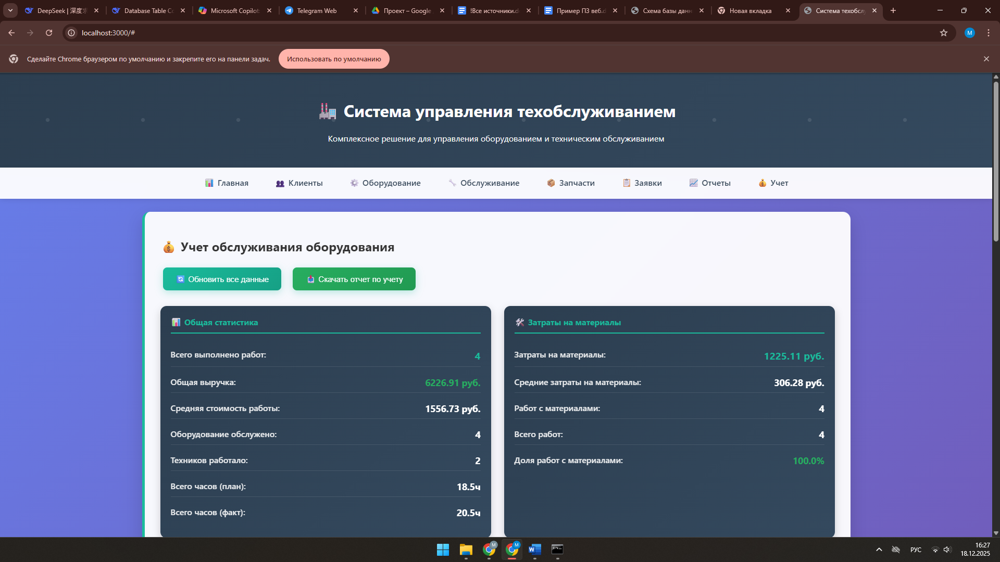 DeepSeek | 深度求
Database Table Co
Microsoft Copilot:
Telegram Web
Проект – Google
!Все источники.d
Пример ПЗ веб.d
Схема базы данн
Новая вкладка
Система техобслу
localhost:3000/#
M
Сделайте Chrome браузером по умолчанию и закрепите его на панели задач.
Использовать по умолчанию
Система управления техобслуживанием
Комплексное решение для управления оборудованием и техническим обслуживанием
Главная
Клиенты
Оборудование
Обслуживание
Запчасти
Заявки
Отчеты
Учет
Учет обслуживания оборудования
Обновить все данные
Скачать отчет по учету
Общая статистика
Всего выполнено работ: 4
Общая выручка: 6226.91 руб.
Средняя стоимость работы: 1556.73 руб.
Оборудование обслужено: 4
Техников работало: 2
Всего часов (план): 18.5ч
Всего часов (факт): 20.5ч
Затраты на материалы
Затраты на материалы: 1225.11 руб.
Средние затраты на материалы: 306.28 руб.
Работ с материалами: 4
Всего работ: 4
Доля работ с материалами: 100.0%
M
M
W
РУС
16:27
18.12.2025